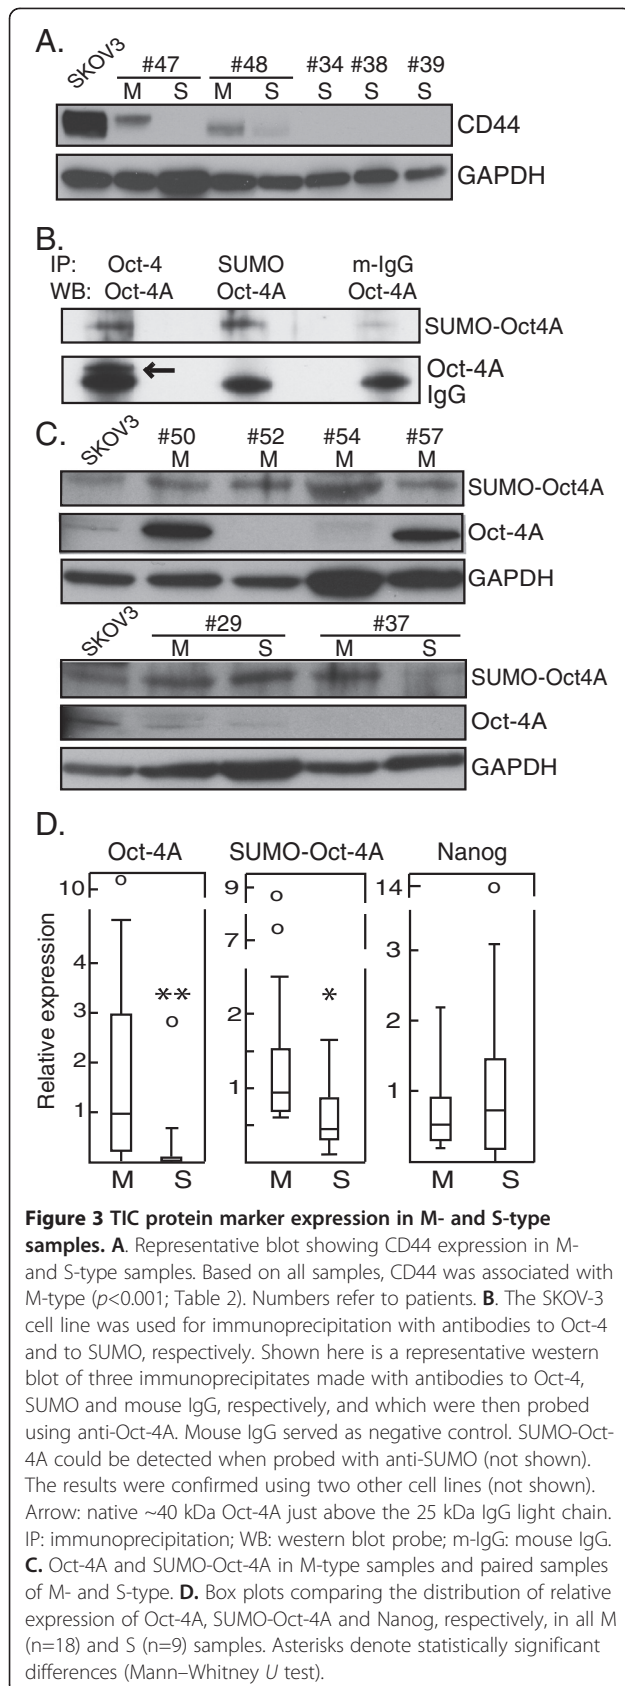 A.
SKOV3 #47 #48 #34 #38 #39
M S M S S S S
CD44
GAPDH
B.
IP: Oct-4 SUMO m-IgG
WB: Oct-4A Oct-4A Oct-4A
SUMO-Oct4A
Oct-4A
IgG
C.
SKOV3 #50 #52 #54 #57
M M M M
SUMO-Oct4A
Oct-4A
GAPDH
SKOV3 #29 #37
M S M S
SUMO-Oct4A
Oct-4A
GAPDH
D.
Oct-4A SUMO-Oct-4A Nanog
Relative expression
10 4 3 2 1
**
M S
9 7 2 1
*
M S
14 3 2 1
M S
Figure 3 TIC protein marker expression in M- and S-type
samples. A. Representative blot showing CD44 expression in M-
and S-type samples. Based on all samples, CD44 was associated with
M-type (p<0.001; Table 2). Numbers refer to patients. B. The SKOV-3
cell line was used for immunoprecipitation with antibodies to Oct-4
and to SUMO, respectively. Shown here is a representative western
blot of three immunoprecipitates made with antibodies to Oct-4,
SUMO and mouse IgG, respectively, and which were then probed
using anti-Oct-4A. Mouse IgG served as negative control. SUMO-Oct-
4A could be detected when probed with anti-SUMO (not shown).
The results were confirmed using two other cell lines (not shown).
Arrow: native ~40 kDa Oct-4A just above the 25 kDa IgG light chain.
IP: immunoprecipitation; WB: western blot probe; m-IgG: mouse IgG.
C. Oct-4A and SUMO-Oct-4A in M-type samples and paired samples
of M- and S-type. D. Box plots comparing the distribution of relative
expression of Oct-4A, SUMO-Oct-4A and Nanog, respectively, in all M
(n=18) and S (n=9) samples. Asterisks denote statistically significant
differences (Mann–Whitney U test).